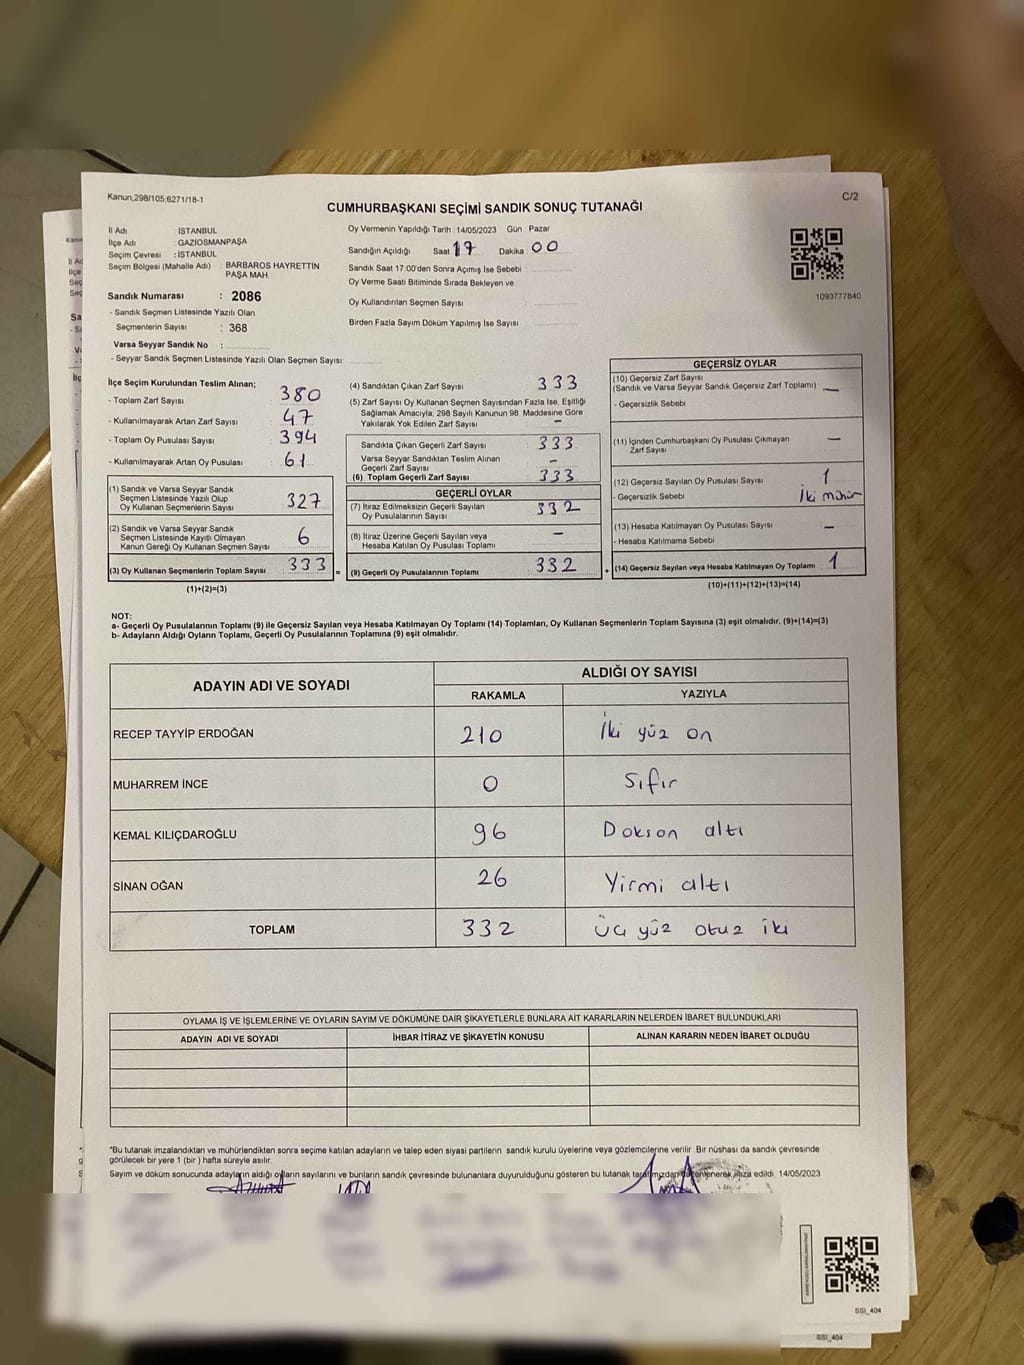 Kanun,298/105,6271/18-1
C/2
CUMHURBAŞKANI SEÇİMİ SANDIK SONUÇ TUTANAĞI
İl Adı : İSTANBUL
İlçe Adı : GAZİOSMANPAŞA
Seçim Çevresi : İSTANBUL
Seçim Bölgesi (Mahalle Adı) : BARBAROS HAYRETTİN
PAŞA MAH.
Sandık Numarası : 2086
- Sandık Seçmen Listesinde Yazılı Olan
Seçmenlerin Sayısı : 368
Varsa Seyyar Sandık No :
- Seyyar Sandık Seçmen Listesinde Yazılı Olan Seçmen Sayısı:
Oy Vermenin Yapıldığı Tarih : 14/05/2023 Gün : Pazar
Sandığın Açıldığı Saat 17 Dakika 00
Sandık Saat 17:00'den Sonra Açımış İse Sebebi :
Oy Verme Saati Bitiminde Sırada Bekleyen ve
Oy Kullandırılan Seçmen Sayısı
Birden Fazla Sayım Döküm Yapılmış İse Sayısı
1093777840
İlçe Seçim Kurulundan Teslim Alınan;
- Toplam Zarf Sayısı 380
- Kullanılmayarak Artan Zarf Sayısı 47
- Toplam Oy Pusulası Sayısı 394
- Kullanılmayarak Artan Oy Pusulası 61
(1) Sandık ve Varsa Seyyar Sandık
Seçmen Listesinde Yazılı Olup
Oy Kullanan Seçmenlerin Sayısı 327
(2) Sandık ve Varsa Seyyar Sandık
Seçmen Listesinde Kayıtlı Olmayan
Kanun Gereği Oy Kullanan Seçmen Sayısı 6
(3) Oy Kullanan Seçmenlerin Toplam Sayısı 333 =
(1)+(2)=(3)
(4) Sandıktan Çıkan Zarf Sayısı 333
(5) Zarf Sayısı Oy Kullanan Seçmen Sayısından Fazla İse, Eşitliği
Sağlamak Amacıyla, 298 Sayılı Kanunun 98. Maddesine Göre
Yakılarak Yok Edilen Zarf Sayısı –
Sandıkta Çıkan Geçerli Zarf Sayısı 333
Varsa Seyyar Sandıktan Teslim Alınan
Geçerli Zarf Sayısı –
(6) Toplam Geçerli Zarf Sayısı 333
GEÇERLİ OYLAR
(7) İtiraz Edilmeksizin Geçerli Sayılan
Oy Pusulalarının Sayısı 332
(8) İtiraz Üzerine Geçerli Sayılan veya
Hesaba Katılan Oy Pusulaları Toplamı –
(9) Geçerli Oy Pusulalarının Toplamı 332 +
GEÇERSİZ OYLAR
(10) Geçersiz Zarf Sayısı
(Sandık ve Varsa Seyyar Sandık Geçersiz Zarf Toplamı) –
- Geçersizlik Sebebi
(11) İçinden Cumhurbaşkanı Oy Pusulası Çıkmayan
Zarf Sayısı –
(12) Geçersiz Sayılan Oy Pusulası Sayısı 1
- Geçersizlik Sebebi İki mühür
(13) Hesaba Katılmayan Oy Pusulası Sayısı –
- Hesaba Katılmama Sebebi
(14) Geçersiz Sayılan veya Hesaba Katılmayan Oy Toplamı 1
(10)+(11)+(12)+(13)=(14)
NOT:
a- Geçerli Oy Pusulalarının Toplamı (9) ile Geçersiz Sayılan veya Hesaba Katılmayan Oy Toplamı (14) Toplamları, Oy Kullanan Seçmenlerin Toplam Sayısına (3) eşit olmalıdır. (9)+(14)=(3)
b- Adayların Aldığı Oyların Toplamı, Geçerli Oy Pusulalarının Toplamına (9) eşit olmalıdır.
ADAYIN ADI VE SOYADI
ALDIĞI OY SAYISI
RAKAMLA YAZIYLA
RECEP TAYYİP ERDOĞAN 210 İki yüz on
MUHARREM İNCE 0 sıfır
KEMAL KILIÇDAROĞLU 96 Dokson altı
SİNAN OĞAN 26 Yirmi altı
TOPLAM 332 üç yüz otuz iki
OYLAMA İŞ VE İŞLEMLERİNE VE OYLARIN SAYIM VE DÖKÜMÜNE DAİR ŞİKAYETLERLE BUNLARA AİT KARARLARIN NELERDEN İBARET BULUNDUKLARI
ADAYIN ADI VE SOYADI İHBAR İTİRAZ VE ŞİKAYETİN KONUSU ALINAN KARARIN NEDEN İBARET OLDUĞU
*Bu tutanak imzalandıktan ve mühürlendikten sonra seçime katılan adayların ve talep eden siyasi partilerin sandık kurulu üyelerine veya gözlemcilerine verilir. Bir nüshası da sandık çevresinde
görülecek bir yere 1 (bir) hafta süreyle asılır.
Sayım ve döküm sonucunda adayların aldığı oyların sayılarını ve bunların sandık çevresinde bulunanlara duyurulduğunu gösteren bu tutanak tarafımızdan düzenlenerek imza edildi. 14/05/2023
SSI_404
SSI_404